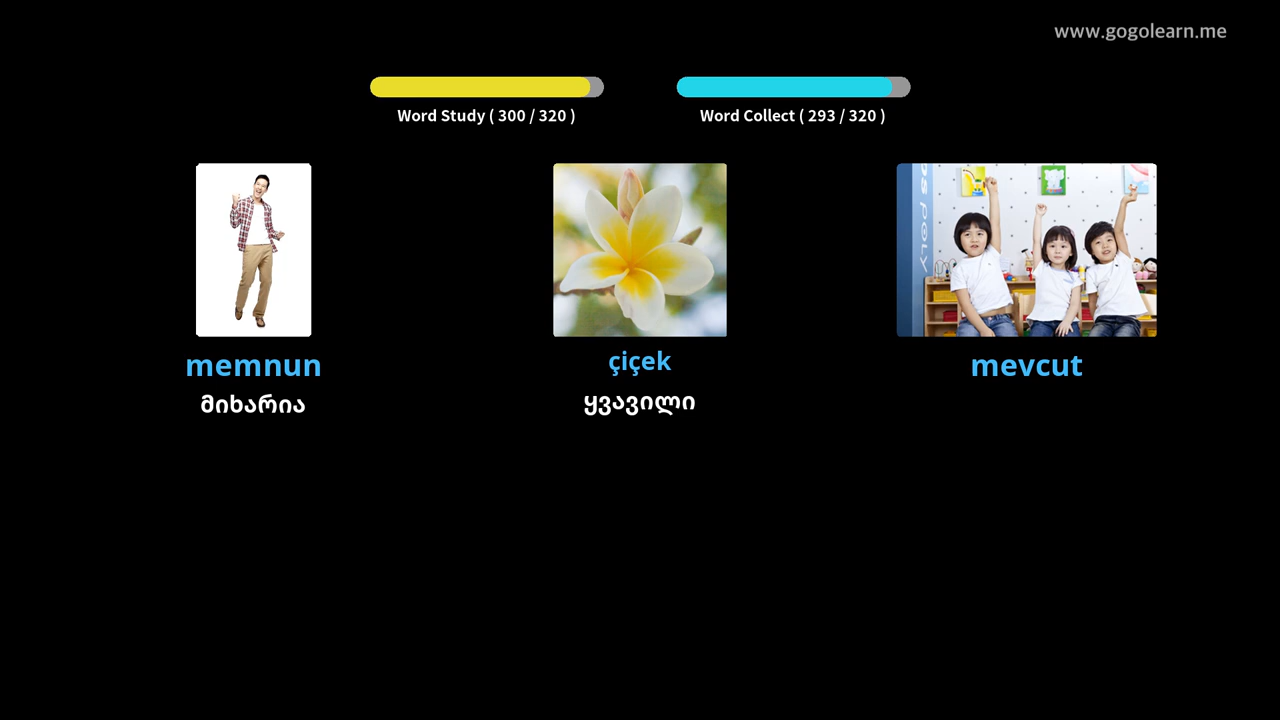 www.gogolearn.me
Word Study ( 300 / 320 )
Word Collect ( 293 / 320 )
memnun
მიხარია
çiçek
ყვავილი
mevcut